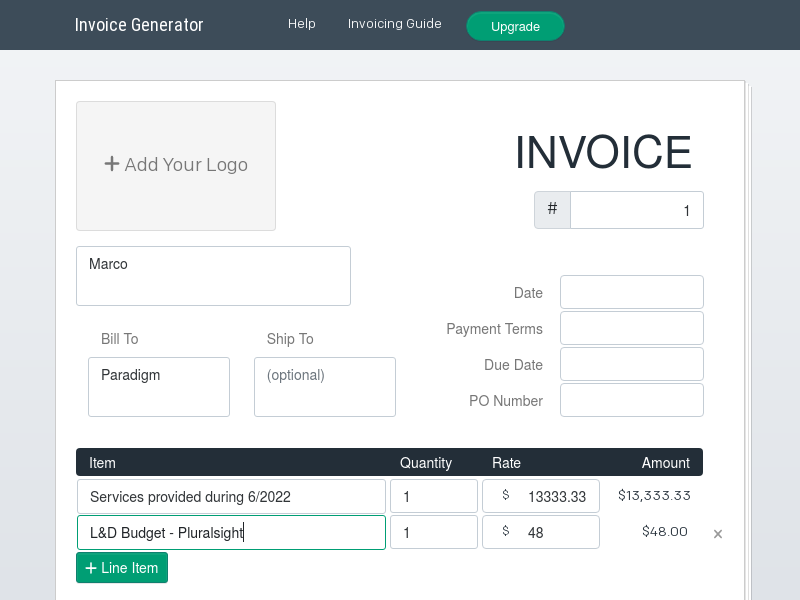 Invoice Generator Help Invoicing Guide Upgrade
+ Add Your Logo
INVOICE
# 1
Marco
Date
Payment Terms
Due Date
PO Number
Bill To Ship To
Paradigm (optional)
Item Quantity Rate Amount
Services provided during 6/2022 1 $ 13333.33 $13,333.33
L&D Budget - Pluralsight 1 $ 48 $48.00 ×
+ Line Item